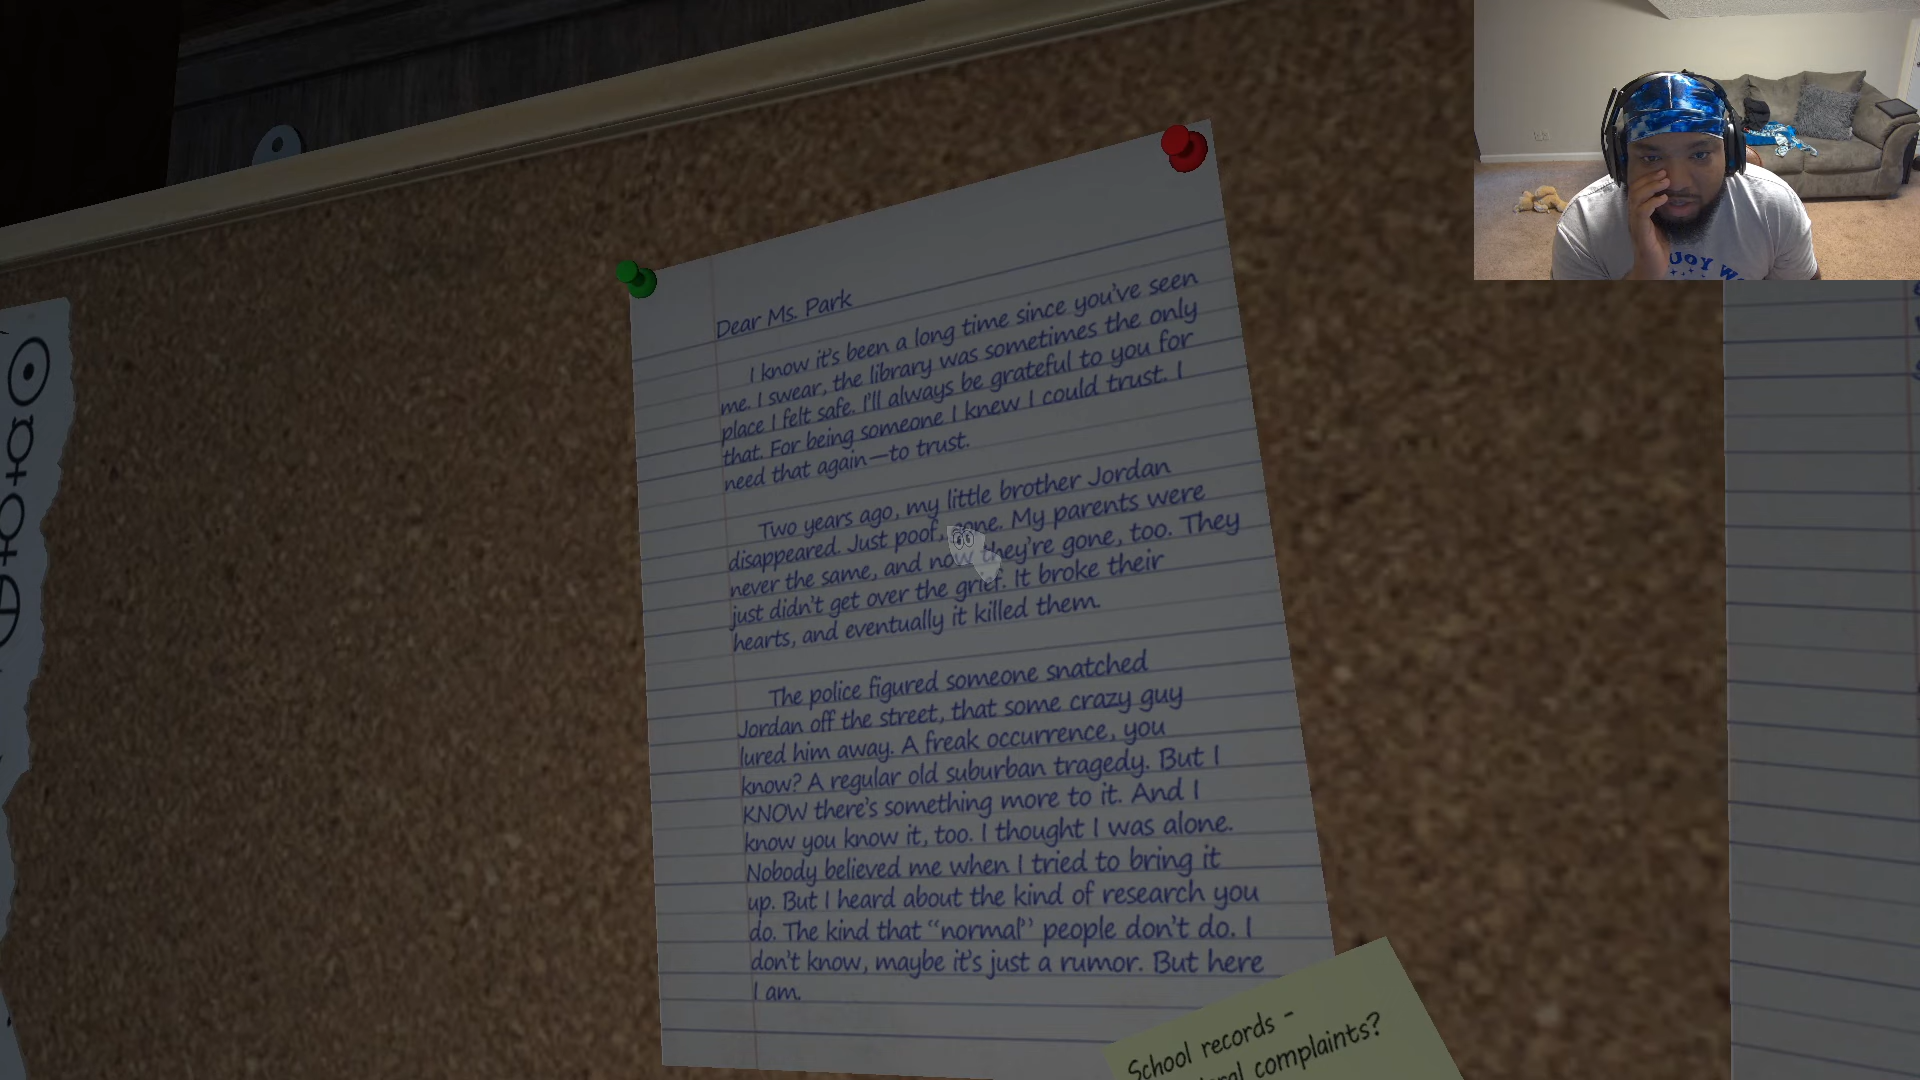 Dear Ms. Park
I know it's been a long time since you've seen
me. I swear, the library was sometimes the only
place I felt safe. I'll always be grateful to you for
that. For being someone I knew I could trust. I
need that again—to trust.
Two years ago, my little brother Jordan
disappeared. Just poof, gone. My parents were
never the same, and now they're gone, too. They
just didn't get over the grief. It broke their
hearts, and eventually it killed them.
The police figured someone snatched
Jordan off the street, that some crazy guy
lured him away. A freak occurrence, you
know? A regular old suburban tragedy. But I
KNOW there's something more to it. And I
know you know it, too. I thought I was alone.
Nobody believed me when I tried to bring it
up. But I heard about the kind of research you
do. The kind that "normal" people don't do. I
don't know, maybe it's just a rumor. But here
I am.
School records -
complaints?